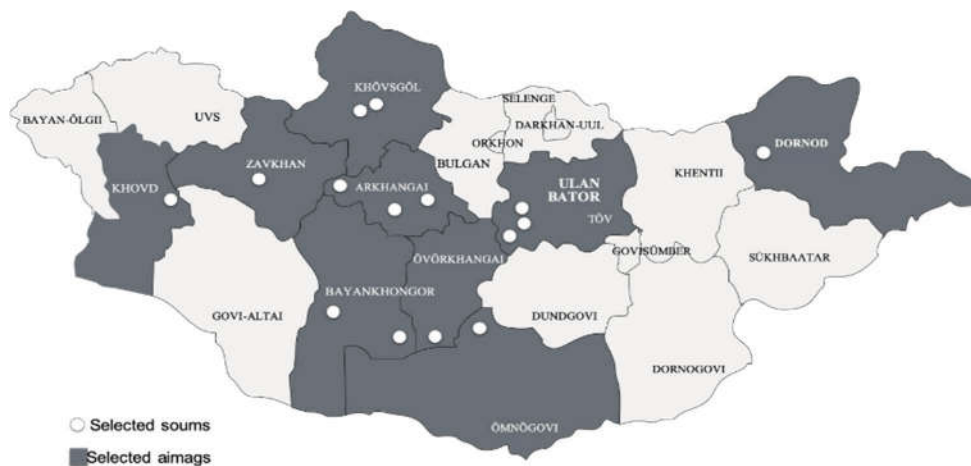 KHÖVSGÖL
SELENGE
BAYAN-ÖLGII
UVS
DARKHAN-UUL
ORKHON
DORNOD
ZAVKHAN
BULGAN
KHENTII
KHOVD
ARKHANGAI
ULAN
BATOR
TÖV
GOVISÜMBER
ÖVÖRKHANGAI
SÜKHBAATAR
BAYANKHONGOR
GOVI-ALTAI
DUNDGOVI
DORNOGOVI
ÖMNÖGOVI
Selected soums
Selected aimags